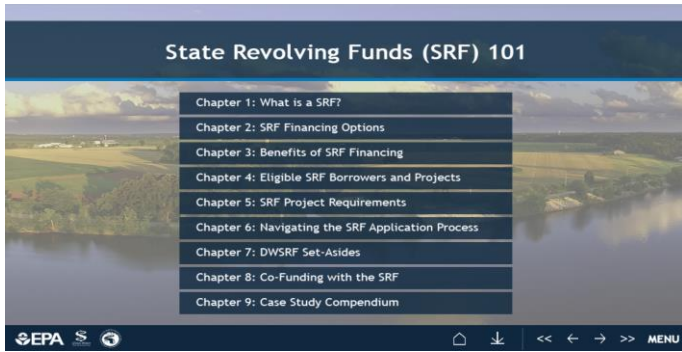 State Revolving Funds (SRF) 101
Chapter 1: What is a SRF?
Chapter 2: SRF Financing Options
Chapter 3: Benefits of SRF Financing
Chapter 4: Eligible SRF Borrowers and Projects
Chapter 5: SRF Project Requirements
Chapter 6: Navigating the SRF Application Process
Chapter 7: DWSRF Set-Asides
Chapter 8: Co-Funding with the SRF
Chapter 9: Case Study Compendium
EPA << ← → >> MENU